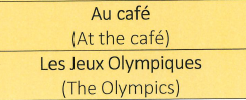 Au café
(At the café)
Les Jeux Olympiques
(The Olympics)